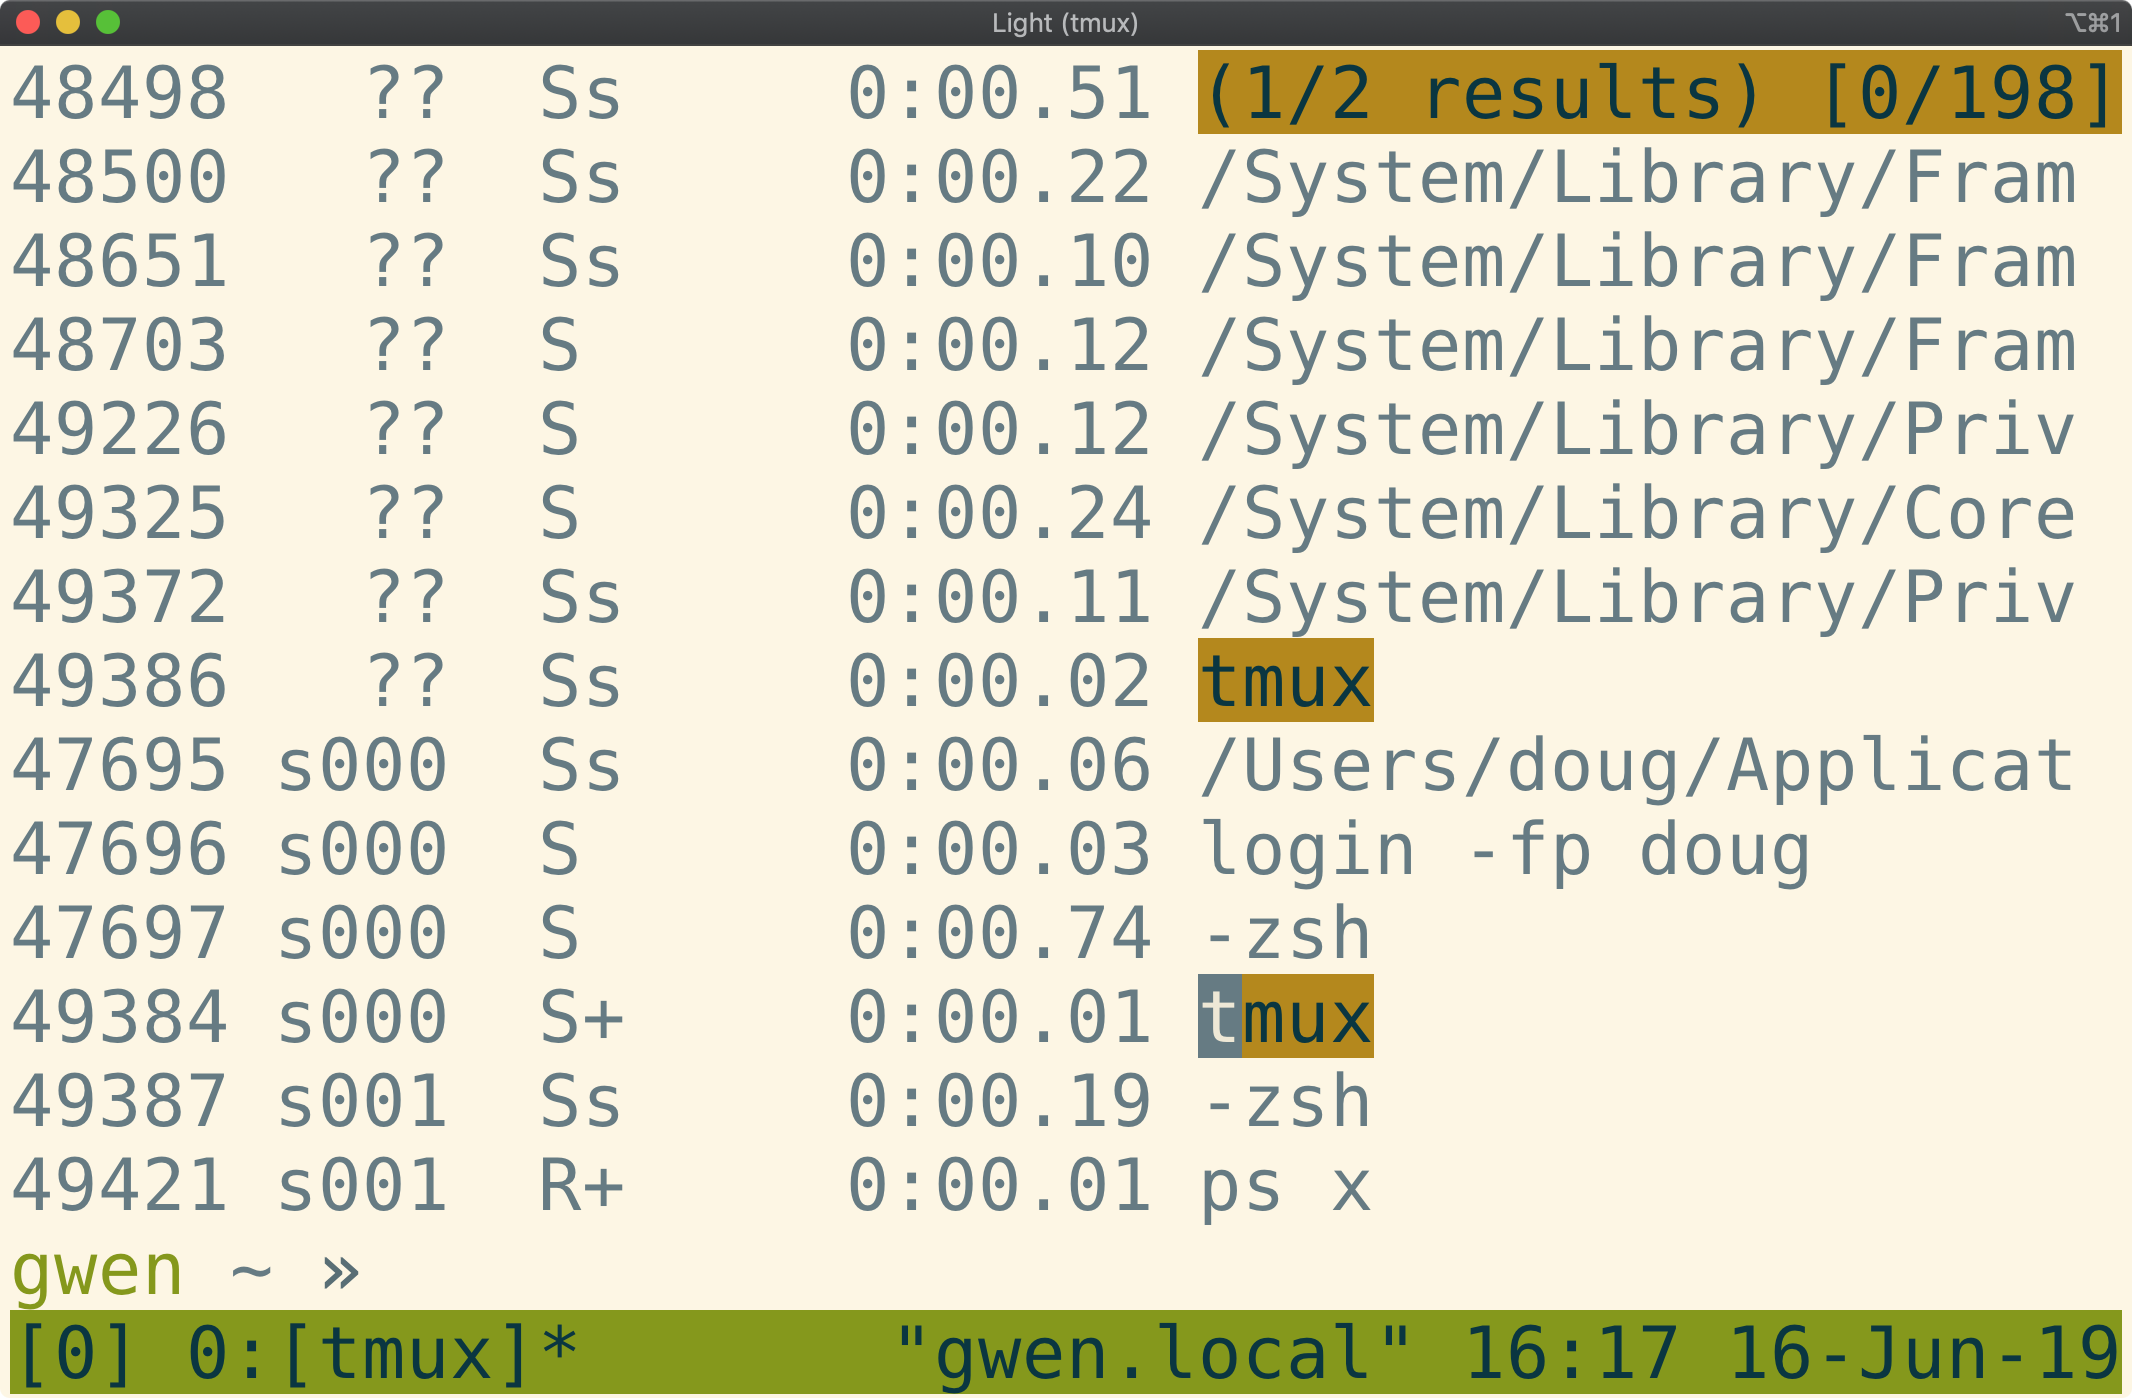 Light (tmux) ⌥⌘1
48498 ?? Ss 0:00.51 (1/2 results) [0/198]
48500 ?? Ss 0:00.22 /System/Library/Fram
48651 ?? Ss 0:00.10 /System/Library/Fram
48703 ?? S 0:00.12 /System/Library/Fram
49226 ?? S 0:00.12 /System/Library/Priv
49325 ?? S 0:00.24 /System/Library/Core
49372 ?? Ss 0:00.11 /System/Library/Priv
49386 ?? Ss 0:00.02 tmux
47695 s000 Ss 0:00.06 /Users/doug/Applicat
47696 s000 S 0:00.03 login -fp doug
47697 s000 S 0:00.74 -zsh
49384 s000 S+ 0:00.01 tmux
49387 s001 Ss 0:00.19 -zsh
49421 s001 R+ 0:00.01 ps x
gwen ~ »
[0] 0:[tmux]* "gwen.local" 16:17 16-Jun-19